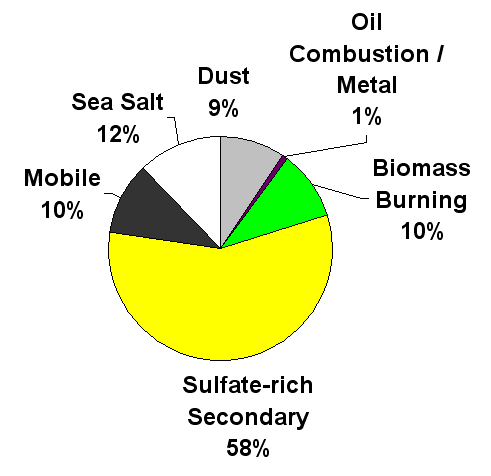 Oil
Combustion /
Metal
1%
Dust
9%
Sea Salt
12%
Biomass
Burning
10%
Mobile
10%
Sulfate-rich
Secondary
58%